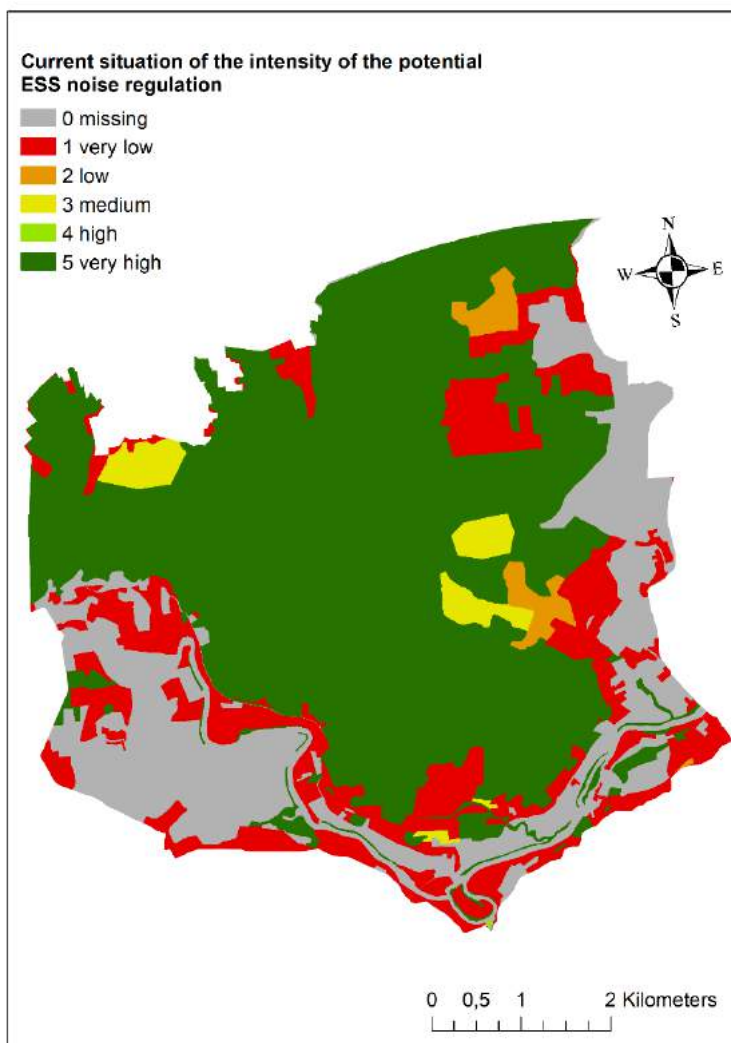 Current situation of the intensity of the potential
ESS noise regulation
0 missing
1 very low
2 low
3 medium
4 high
5 very high
N
W E
S
0 0,5 1 2 Kilometers